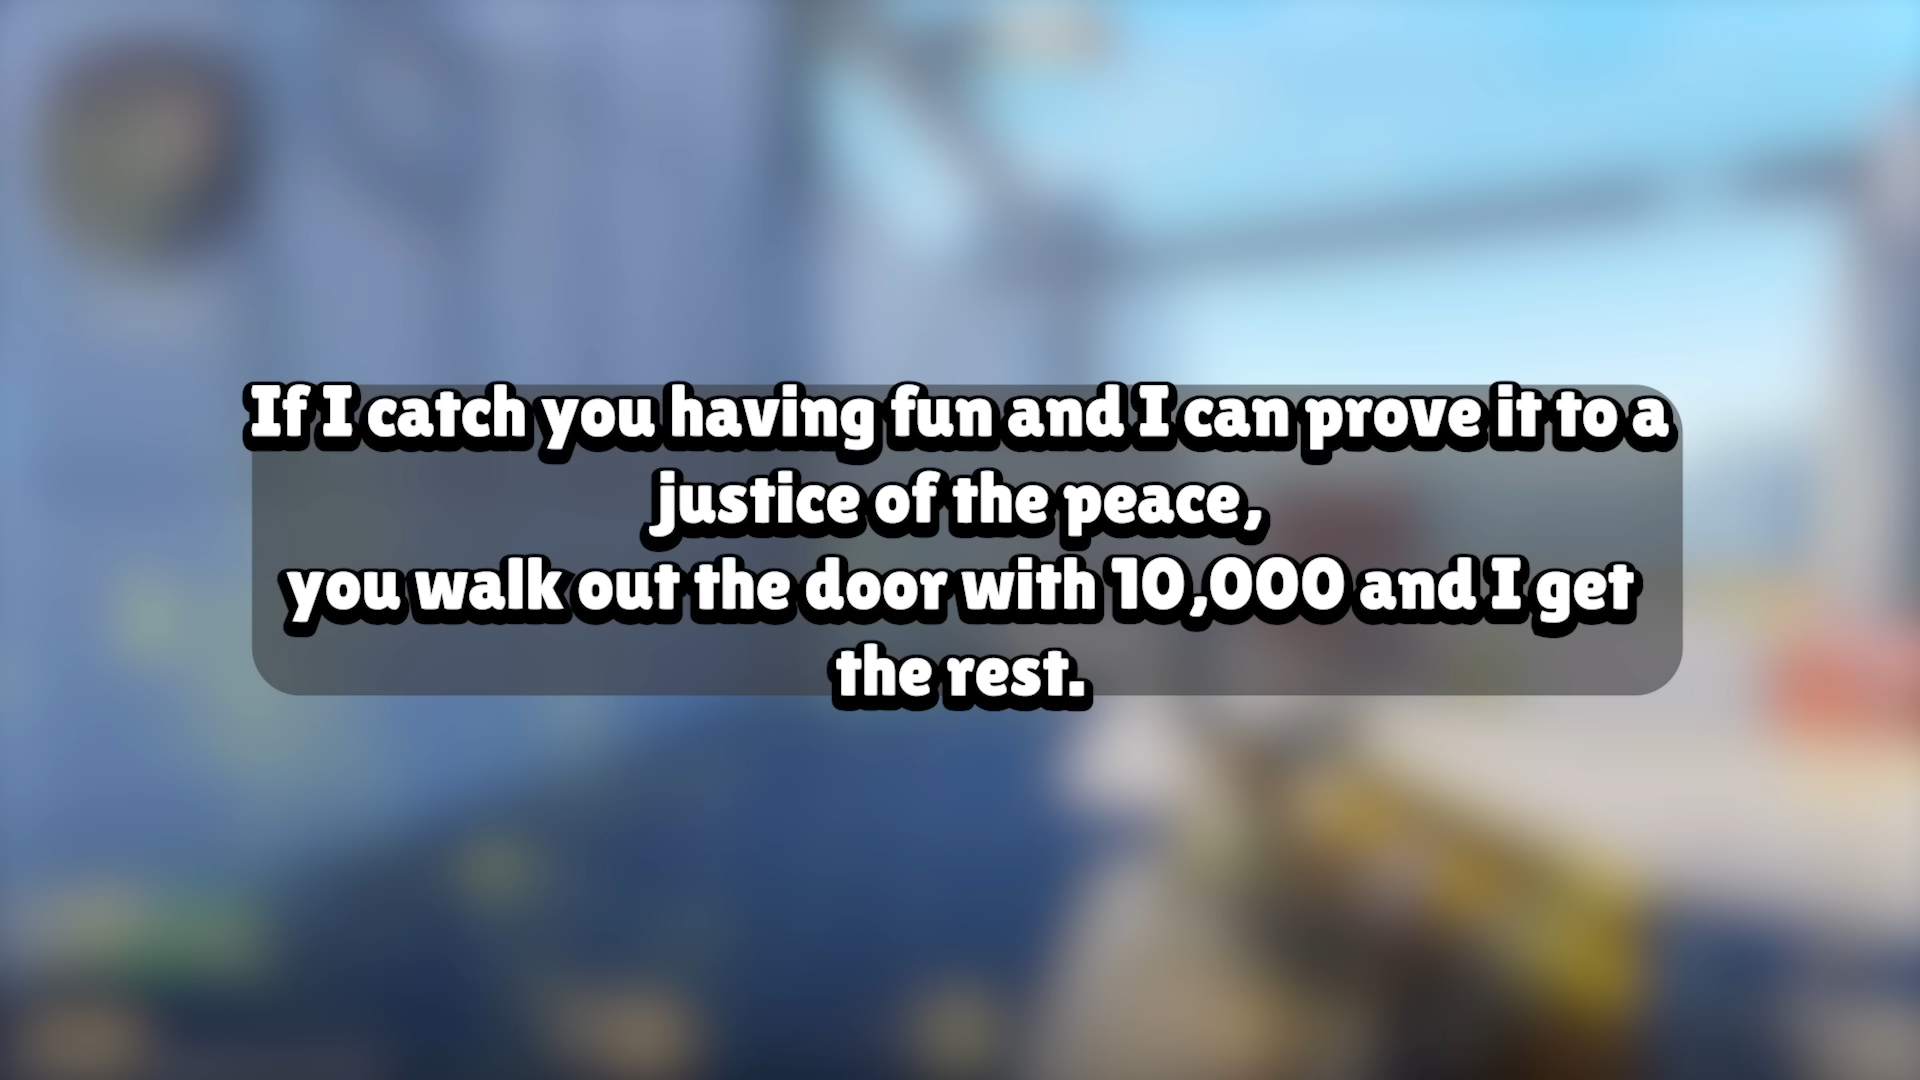 If I catch you having fun and I can prove it to a
justice of the peace,
you walk out the door with 10,000 and I get
the rest.